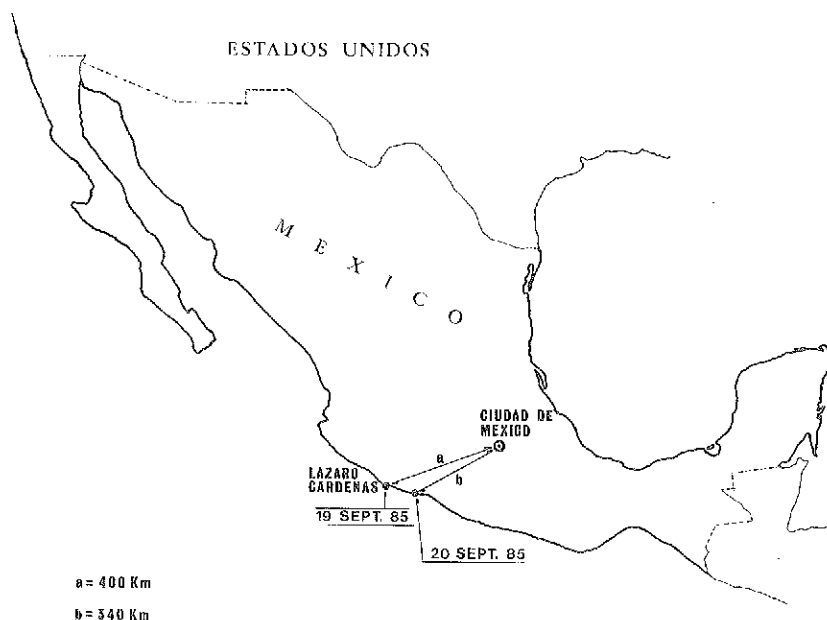 ESTADOS UNIDOS
MEXICO
CIUDAD DE
MEXICO
a
b
LAZARO
CARDENAS
19 SEPT. 85
20 SEPT. 85
a = 400 Km
b = 340 Km